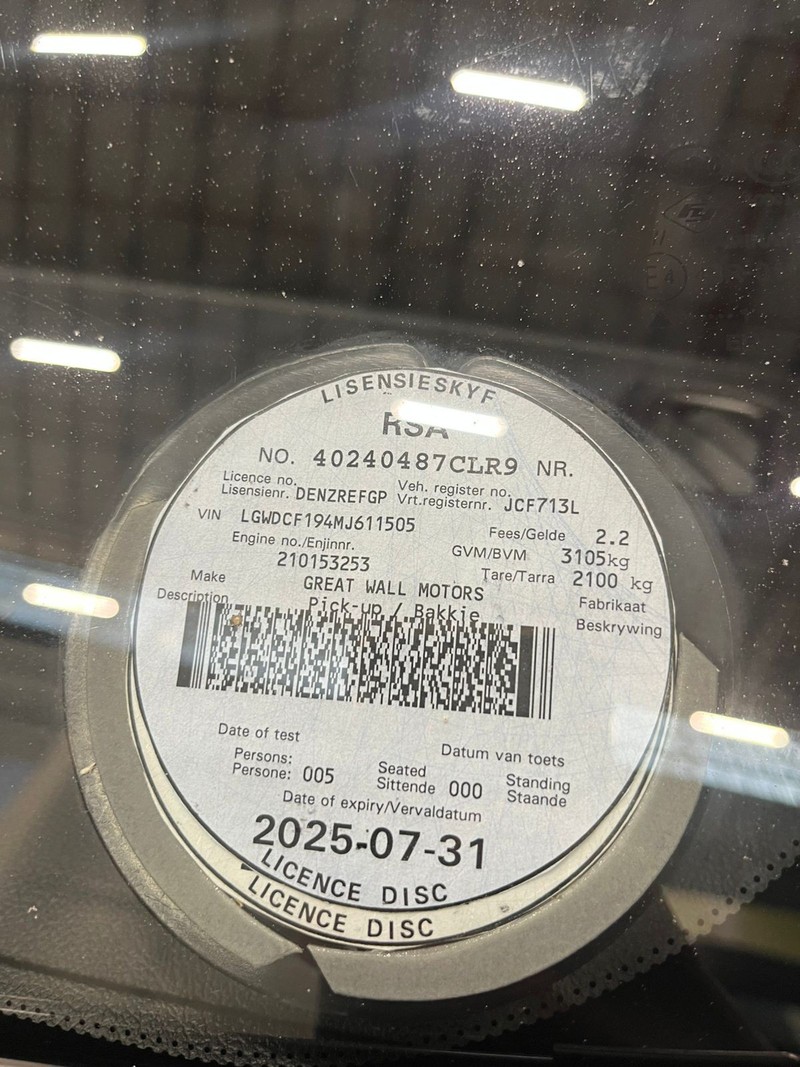 LISENSIESKYF
RSA
NO. 40240487CLR9 NR.
Licence no. Veh. register no.
Lisensienr. DENZREFGP Vrt.registernr. JCF713L
VIN LGWDCF194MJ611505 Fees/Gelde 2.2
Engine no./Enjinnr. GVM/BVM 3105kg
210153253 Tare/Tarra 2100 kg
Make GREAT WALL MOTORS Fabrikaat
Description Pick-up / Bakkie Beskrywing
Date of test Datum van toets
Persons: Seated Standing
Persone: 005 Sittende 000 Staande
Date of expiry/Vervaldatum
2025-07-31
LICENCE DISC
LICENCE DISC